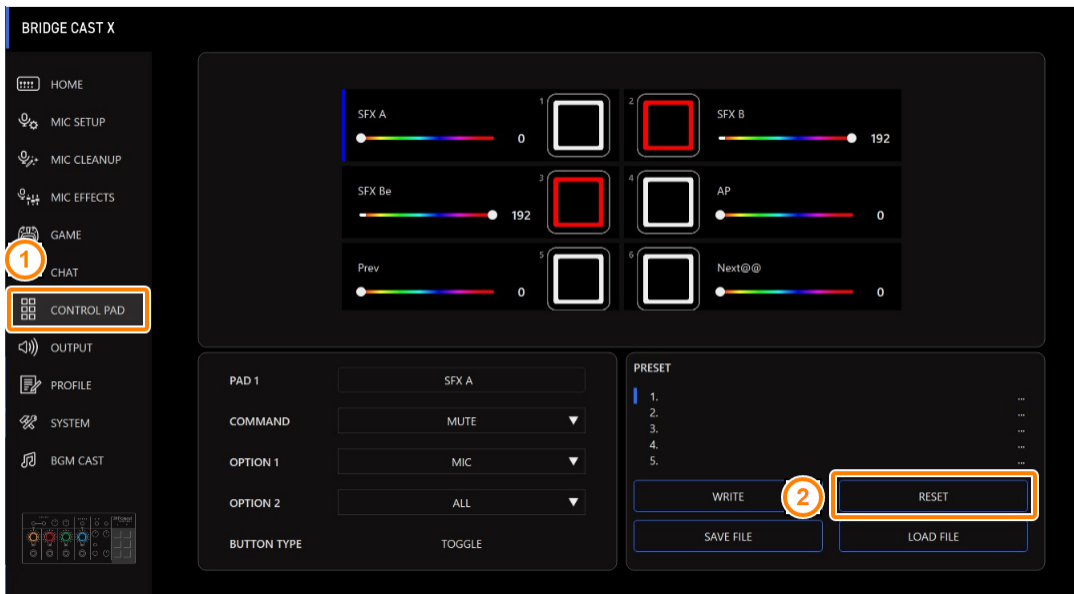 BRIDGE CAST X
HOME
MIC SETUP
MIC CLEANUP
MIC EFFECTS
GAME
1
CHAT
CONTROL PAD
OUTPUT
PROFILE
SYSTEM
BGM CAST
SFX A
0
1
2
SFX B
192
SFX Be
192
3
4
AP
0
Prev
0
5
6
Next@@
0
PAD 1
SFX A
COMMAND
MUTE
OPTION 1
MIC
OPTION 2
ALL
BUTTON TYPE
TOGGLE
PRESET
1. ...
2. ...
3. ...
4. ...
5. ...
WRITE
2
RESET
SAVE FILE
LOAD FILE